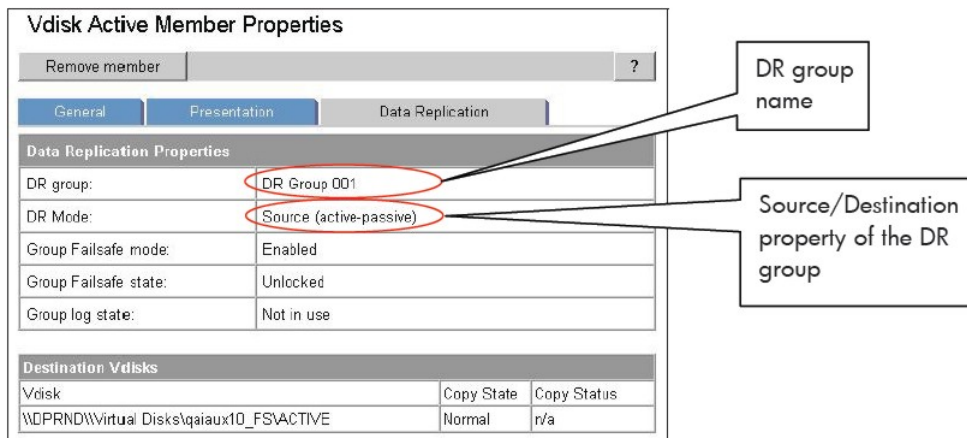 Vdisk Active Member Properties
Remove member ?
General Presentation Data Replication
Data Replication Properties
DR group: DR Group 001
DR Mode: Source (active-passive)
Group Failsafe mode: Enabled
Group Failsafe state: Unlocked
Group log state: Not in use
Destination Vdisks
Vdisk Copy State Copy Status
\\DPRND\\Virtual Disks\qaiaux10_FS\ACTIVE Normal n/a
DR group
name
Source/Destination
property of the DR
group